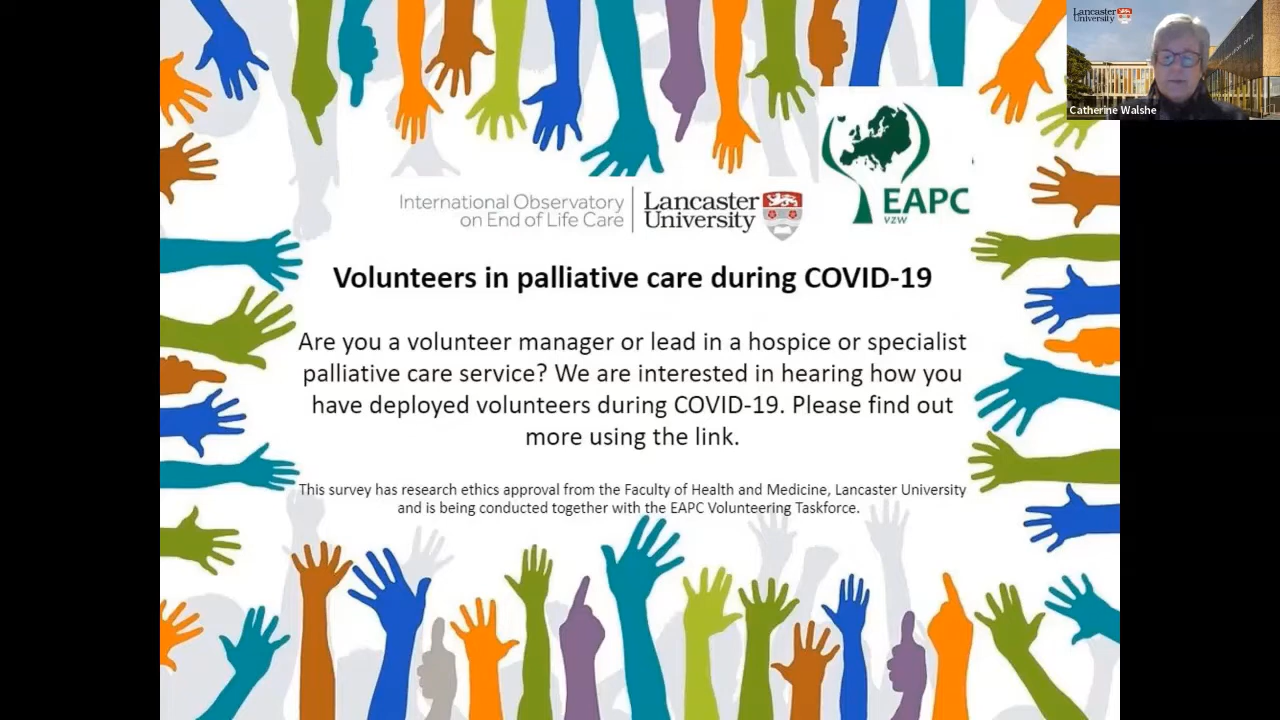 Lancaster
University
Catherine Walshe
International Observatory
on End of Life Care
Lancaster
University
EAPC
vzw
Volunteers in palliative care during COVID-19
Are you a volunteer manager or lead in a hospice or specialist
palliative care service? We are interested in hearing how you
have deployed volunteers during COVID-19. Please find out
more using the link.
This survey has research ethics approval from the Faculty of Health and Medicine, Lancaster University
and is being conducted together with the EAPC Volunteering Taskforce.